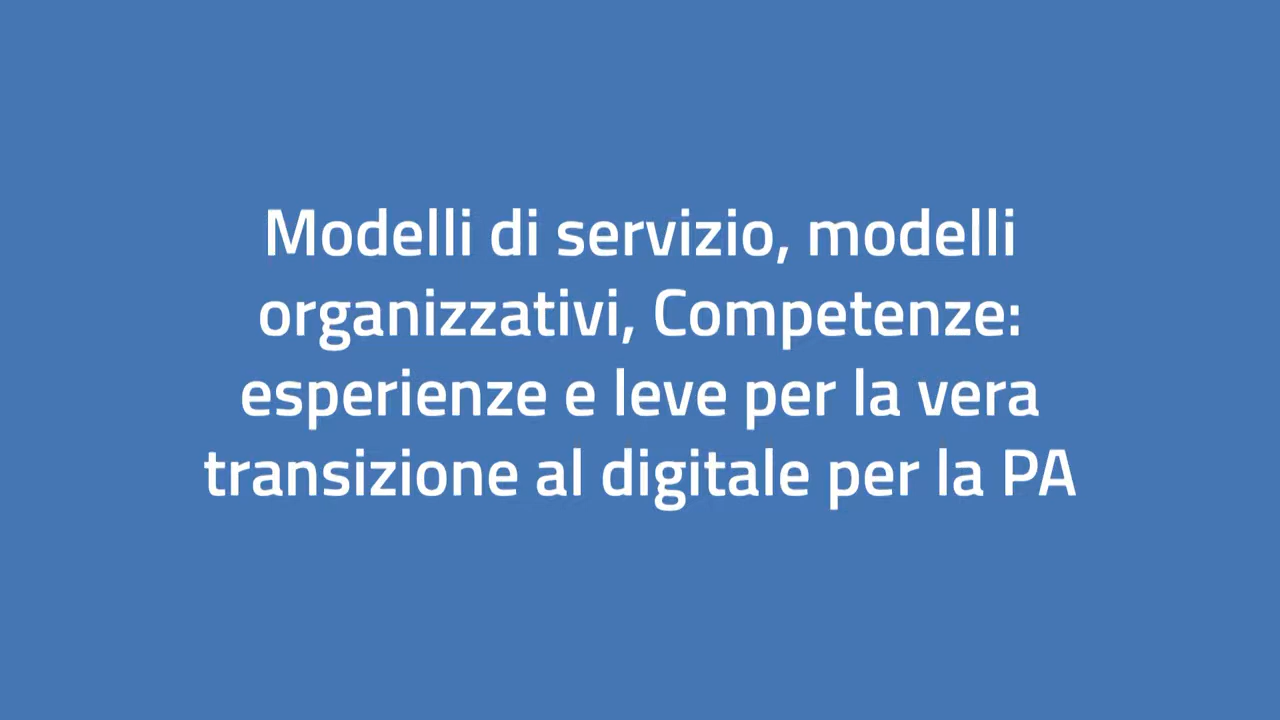 Modelli di servizio, modelli
organizzativi, Competenze:
esperienze e leve per la vera
transizione al digitale per la PA